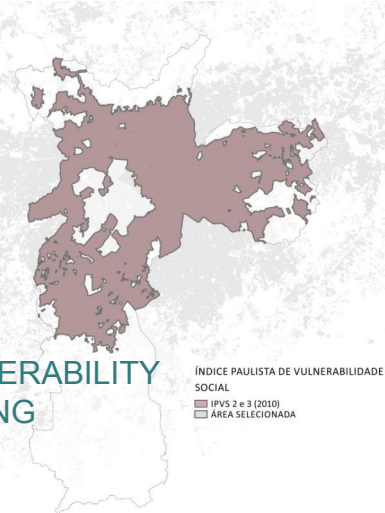 ERABILITY
NG
ÍNDICE PAULISTA DE VULNERABILIDADE
SOCIAL
IPVS 2 e 3 (2010)
ÁREA SELECIONADA